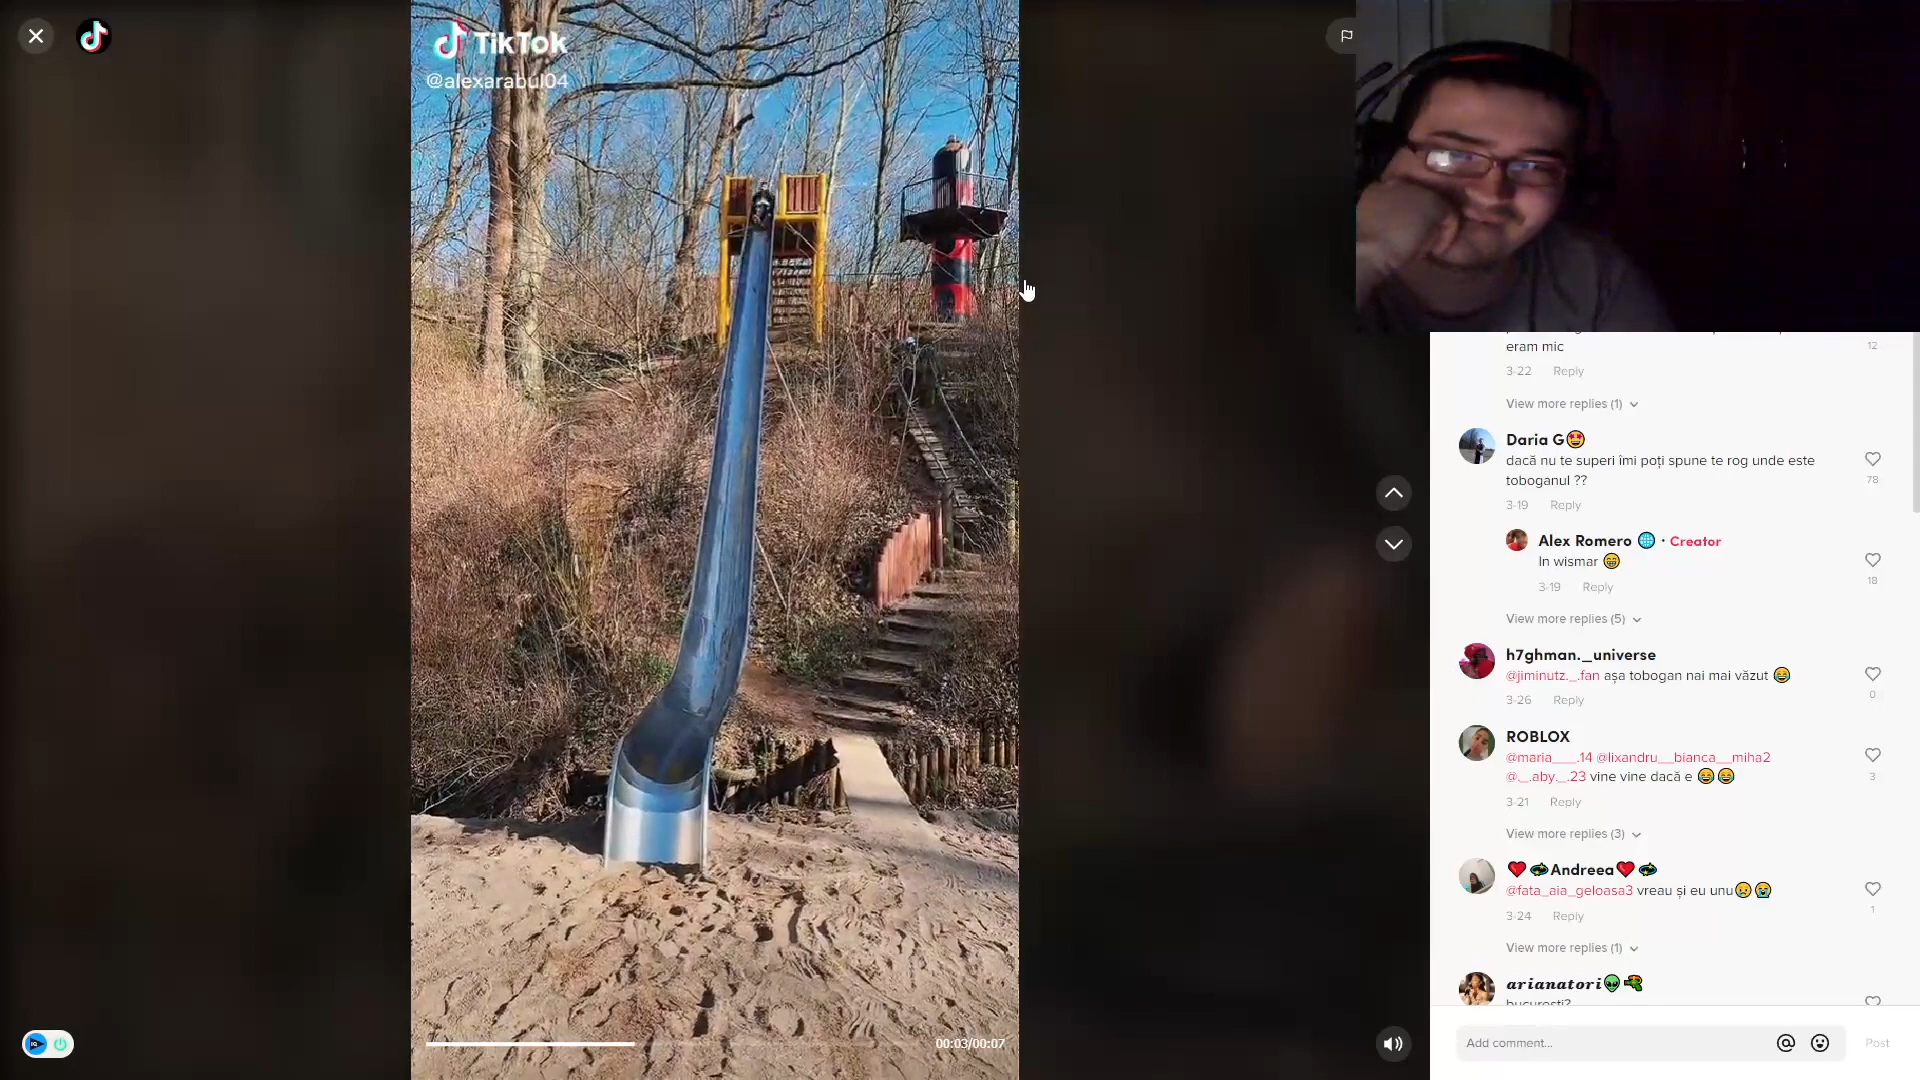 TikTok
@alexarabul04
eram mic
12
3-22 Reply
View more replies (1)
Daria G🤩
dacă nu te superi îmi poți spune te rog unde este
toboganul ??
78
3-19 Reply
Alex Romero 🌐 · Creator
In wismar 😁
18
3-19 Reply
View more replies (5)
h7ghman._universe
@jiminutz._.fan așa tobogan nai mai văzut 😂
0
3-26 Reply
ROBLOX
@maria___.14 @lixandru__bianca__miha2
@._.aby._.23 vine vine dacă e 😂😂
3
3-21 Reply
View more replies (3)
❤️💫Andreea❤️💫
@fata_aia_geloasa3 vreau și eu unu😥😭
1
3-24 Reply
View more replies (1)
arianatori👽🔫
bucurești?
00:03/00:07
Add comment...
Post